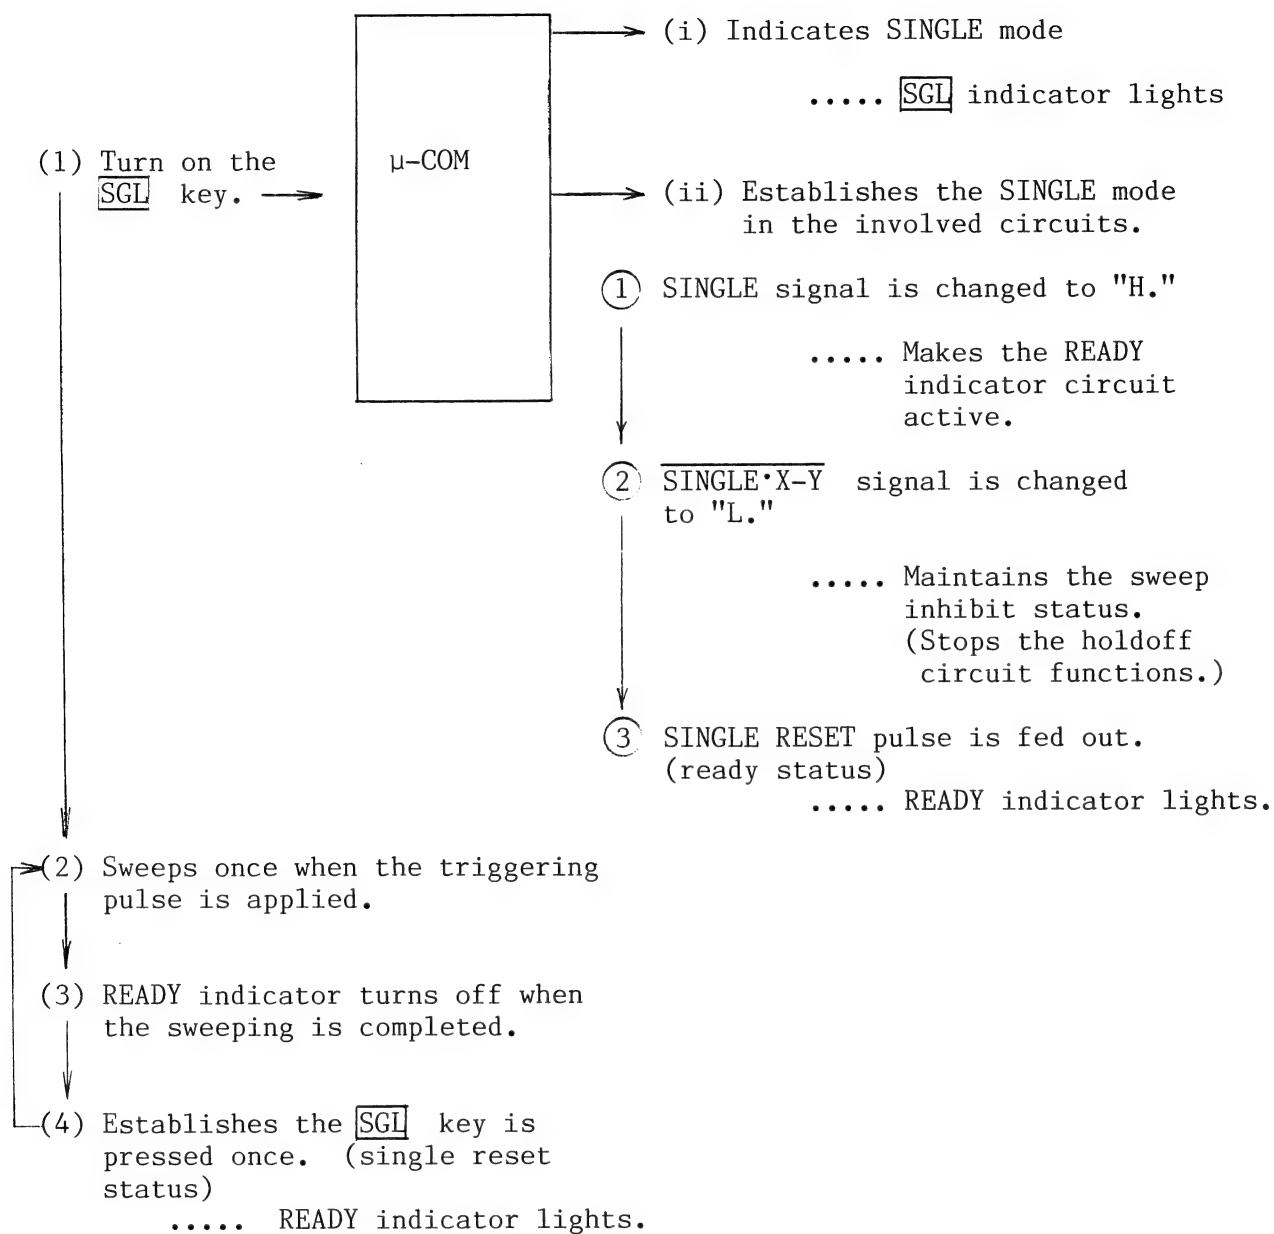 (i) Indicates SINGLE mode
..... SGL indicator lights
(1) Turn on the
SGL key.
μ-COM
(ii) Establishes the SINGLE mode
in the involved circuits.
① SINGLE signal is changed to "H."
..... Makes the READY
indicator circuit
active.
② SINGLE·X-Y signal is changed
to "L."
..... Maintains the sweep
inhibit status.
(Stops the holdoff
circuit functions.)
③ SINGLE RESET pulse is fed out.
(ready status)
..... READY indicator lights.
(2) Sweeps once when the triggering
pulse is applied.
(3) READY indicator turns off when
the sweeping is completed.
(4) Establishes the SGL key is
pressed once. (single reset
status)
..... READY indicator lights.